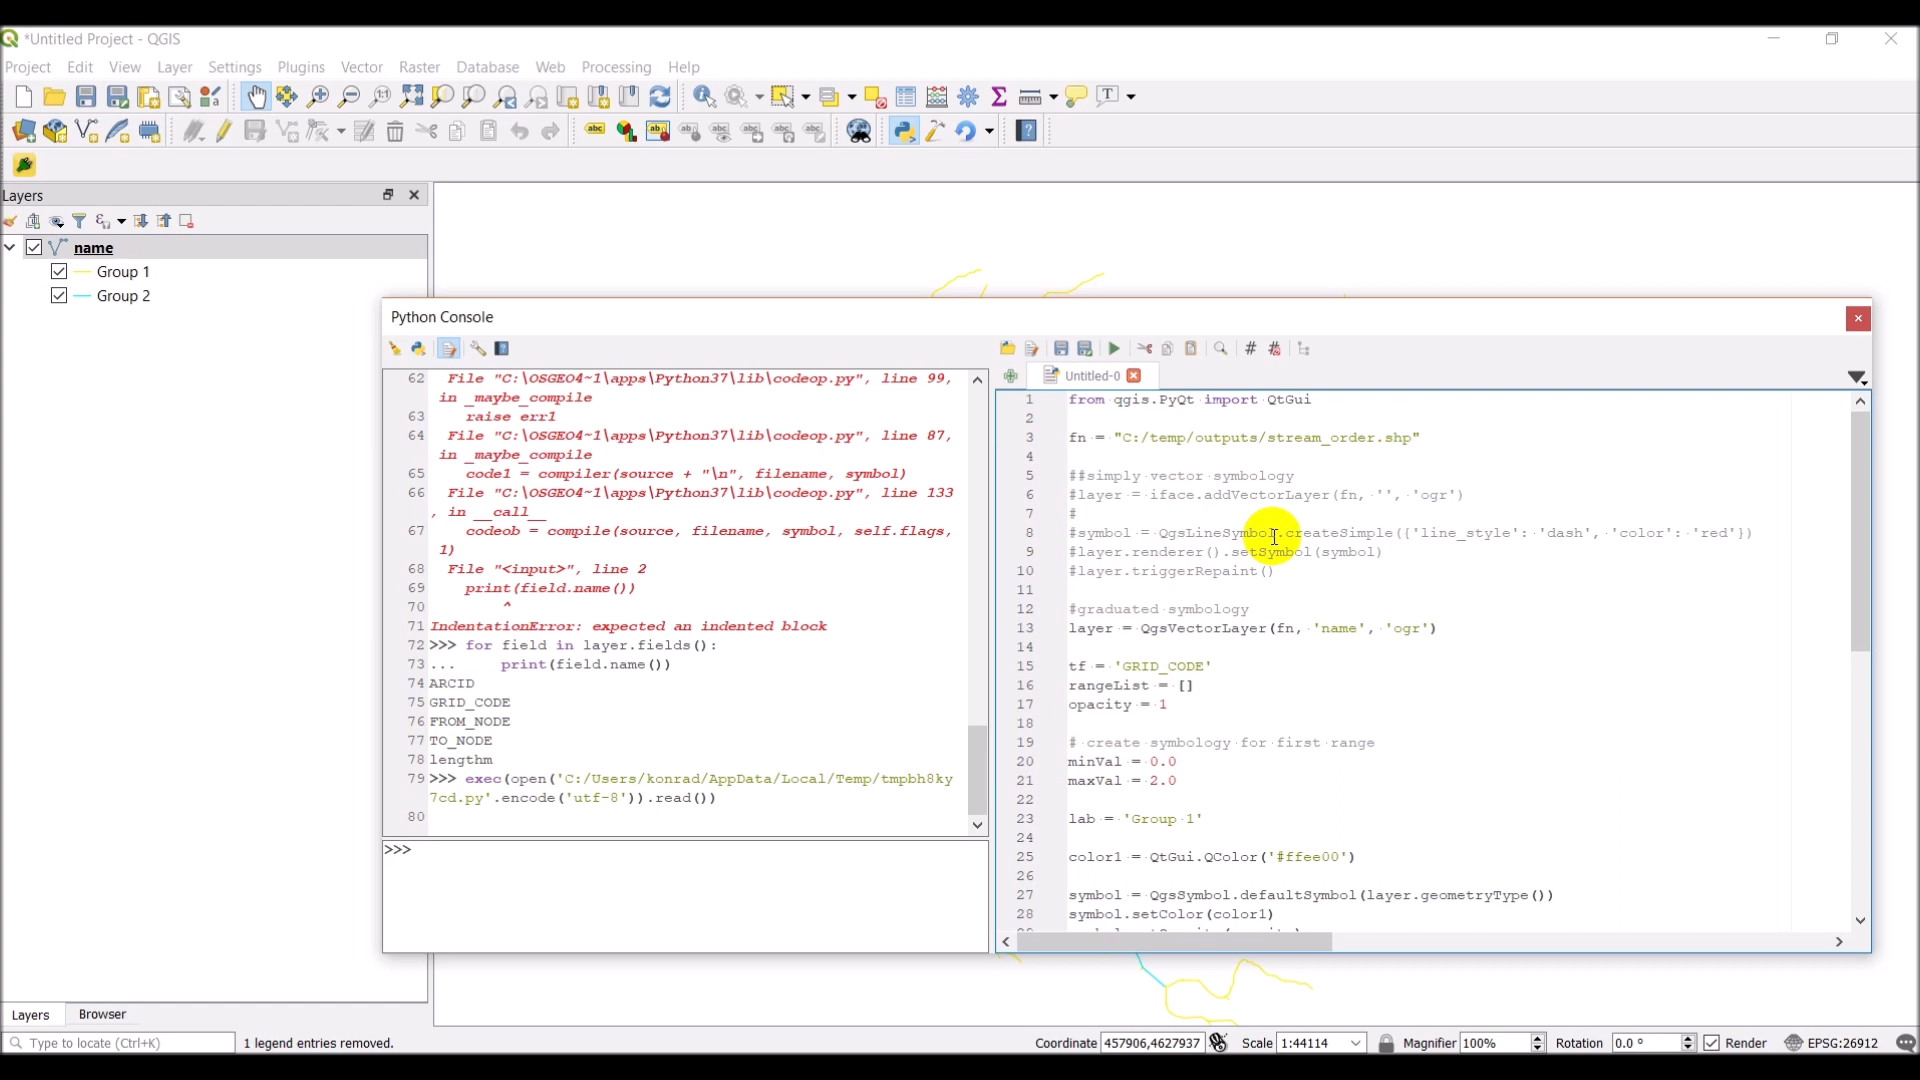 *Untitled Project - QGIS
Project Edit View Layer Settings Plugins Vector Raster Database Web Processing Help
Layers
name
Group 1
Group 2
Python Console
62 File "C:\OSGEO4~1\apps\Python37\lib\codeop.py", line 99,
in _maybe_compile
63 raise err1
64 File "C:\OSGEO4~1\apps\Python37\lib\codeop.py", line 87,
in _maybe_compile
65 code1 = compiler(source + "\n", filename, symbol)
66 File "C:\OSGEO4~1\apps\Python37\lib\codeop.py", line 133
, in __call__
67 codeob = compile(source, filename, symbol, self.flags,
1)
68 File "<input>", line 2
69 print(field.name())
70 ^
71 IndentationError: expected an indented block
72 >>> for field in layer.fields():
73 ... print(field.name())
74 ARCID
75 GRID_CODE
76 FROM_NODE
77 TO_NODE
78 lengthm
79 >>> exec(open('C:/Users/konrad/AppData/Local/Temp/tmpbh8ky
7cd.py'.encode('utf-8')).read())
80
>>>
Untitled-0
1 from qgis.PyQt import QtGui
2
3 fn = "C:/temp/outputs/stream_order.shp"
4
5 ##simply vector symbology
6 #layer = iface.addVectorLayer(fn, '', 'ogr')
7 #
8 #symbol = QgsLineSymbol.createSimple({'line_style': 'dash', 'color': 'red'})
9 #layer.renderer().setSymbol(symbol)
10 #layer.triggerRepaint()
11
12 #graduated symbology
13 layer = QgsVectorLayer(fn, 'name', 'ogr')
14
15 tf = 'GRID_CODE'
16 rangeList = []
17 opacity = 1
18
19 # create symbology for first range
20 minVal = 0.0
21 maxVal = 2.0
22
23 lab = 'Group 1'
24
25 color1 = QtGui.QColor('#ffee00')
26
27 symbol = QgsSymbol.defaultSymbol(layer.geometryType())
28 symbol.setColor(color1)
Layers Browser
Type to locate (Ctrl+K) 1 legend entries removed. Coordinate 457906,4627937 Scale 1:44114 Magnifier 100% Rotation 0.0 ° Render EPSG:26912